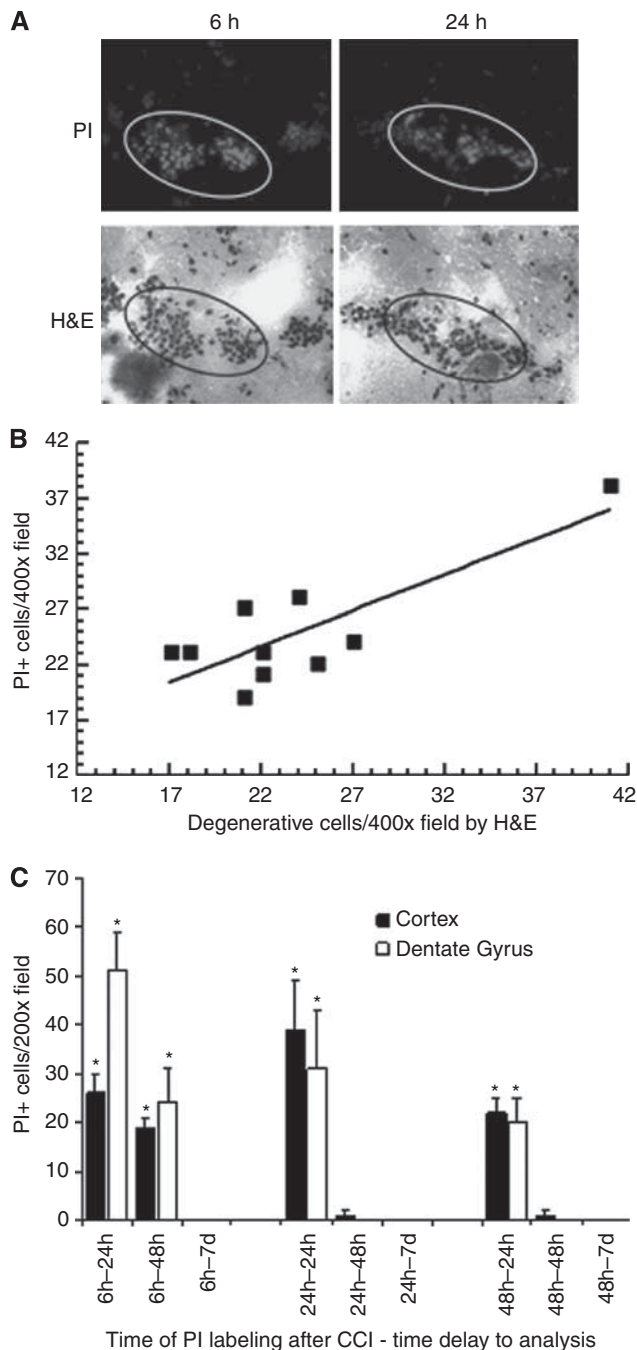 A
6 h 24 h
PI
H&E
B
42
37
32
27
22
17
12
PI+ cells/400x field
12 17 22 27 32 37 42
Degenerative cells/400x field by H&E
C
70
60
50
40
30
20
10
0
PI+ cells/200x field
Cortex
Dentate Gyrus
* * * * * * * *
6h–24h 6h–48h 6h–7d 24h–24h 24h–48h 24h–7d 48h–24h 48h–48h 48h–7d
Time of PI labeling after CCI - time delay to analysis